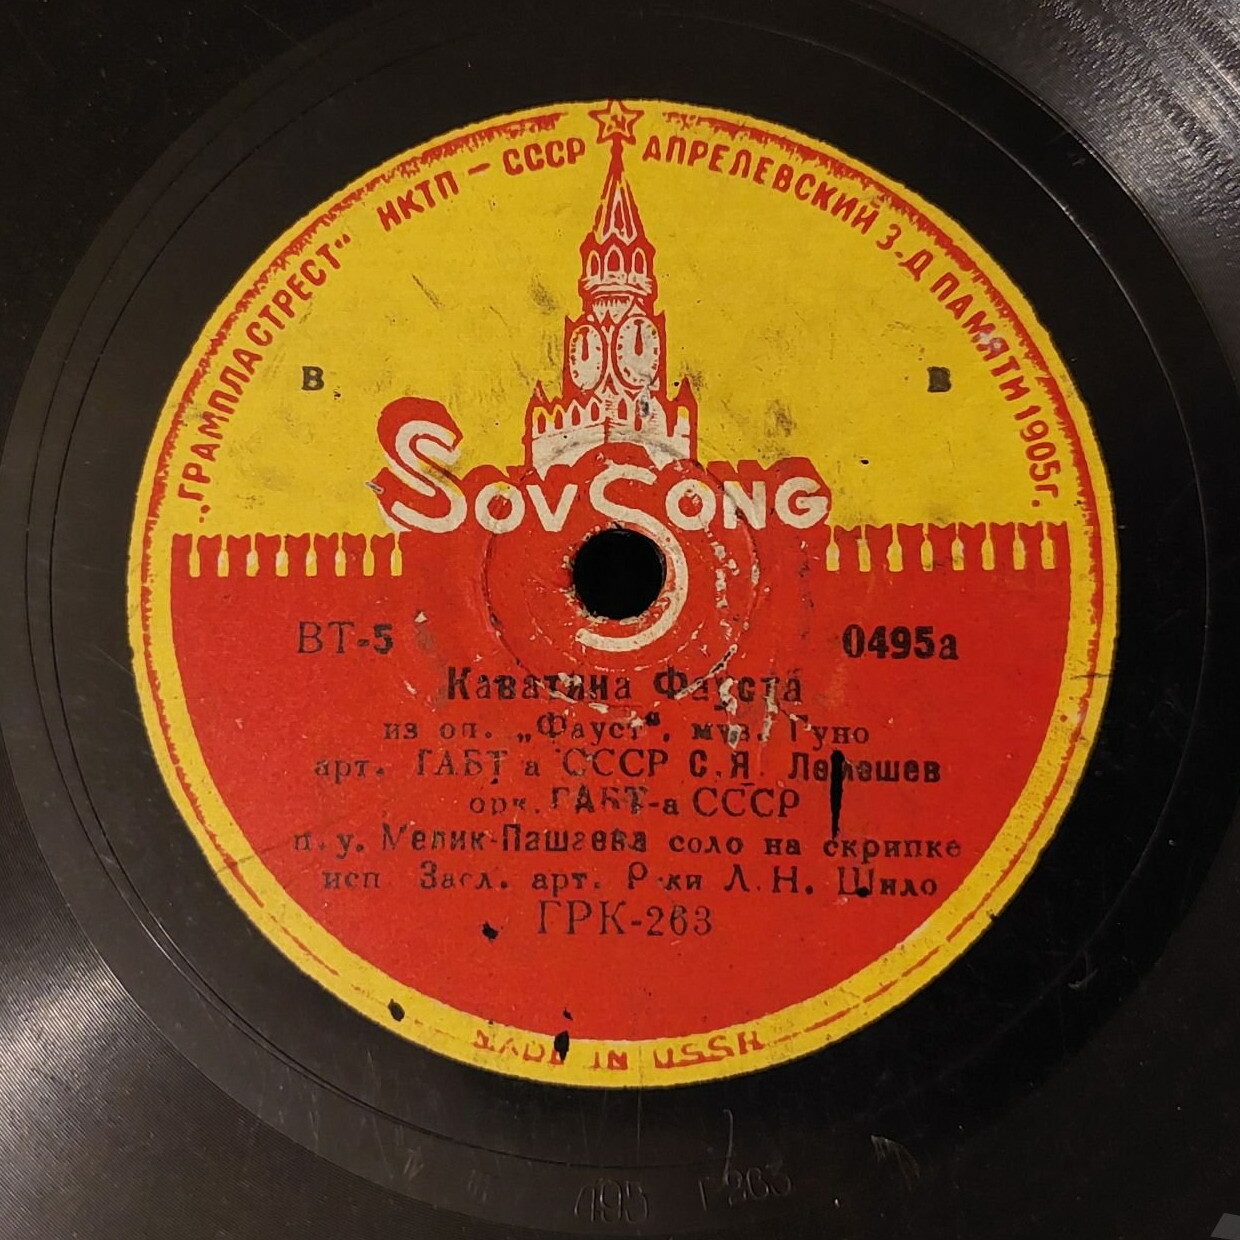 „ГРАМПЛАСТРЕСТ“ НКТП – СССР АПРЕЛЕВСКИЙ З-Д ПАМЯТИ 1905г.
В В
SovSong
ВТ-5 0495а
Каватина Фауста
из оп. „Фауст“, муз. Гуно
арт. ГАБТ а СССР С.Я. Лемешев
орк. ГАБТ-а СССР
п. у. Мелик-Пашаева соло на скрипке
исп Засл. арт. Р-ки Л. Н. Шило
ГРК-263
MADE IN USSR
495 Г 263